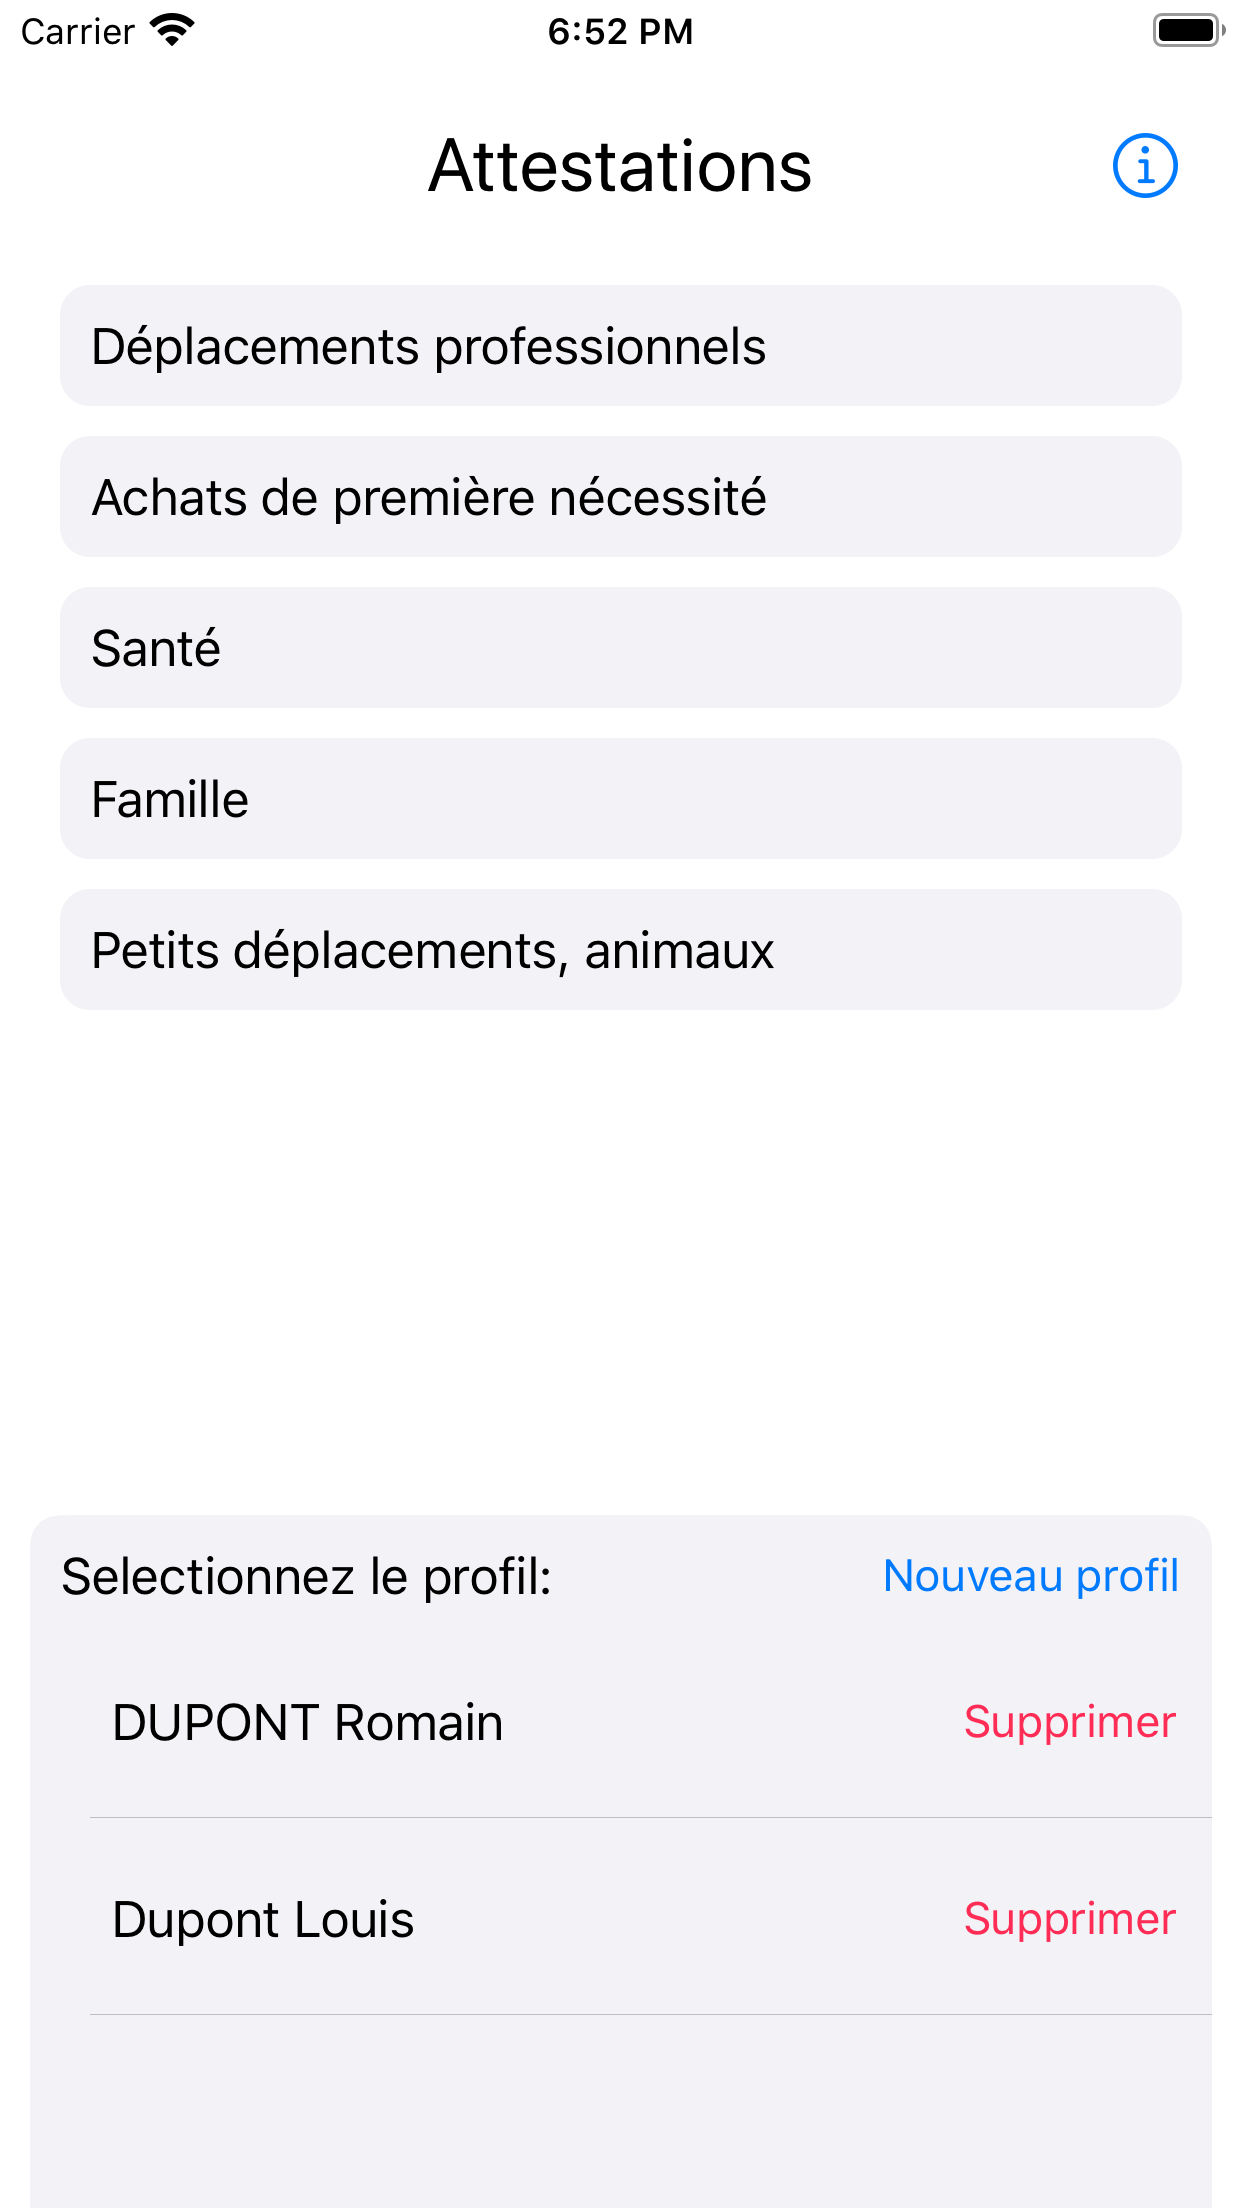 Carrier 6:52 PM
Attestations
Déplacements professionnels
Achats de première nécessité
Santé
Famille
Petits déplacements, animaux
Selectionnez le profil: Nouveau profil
DUPONT Romain Supprimer
Dupont Louis Supprimer